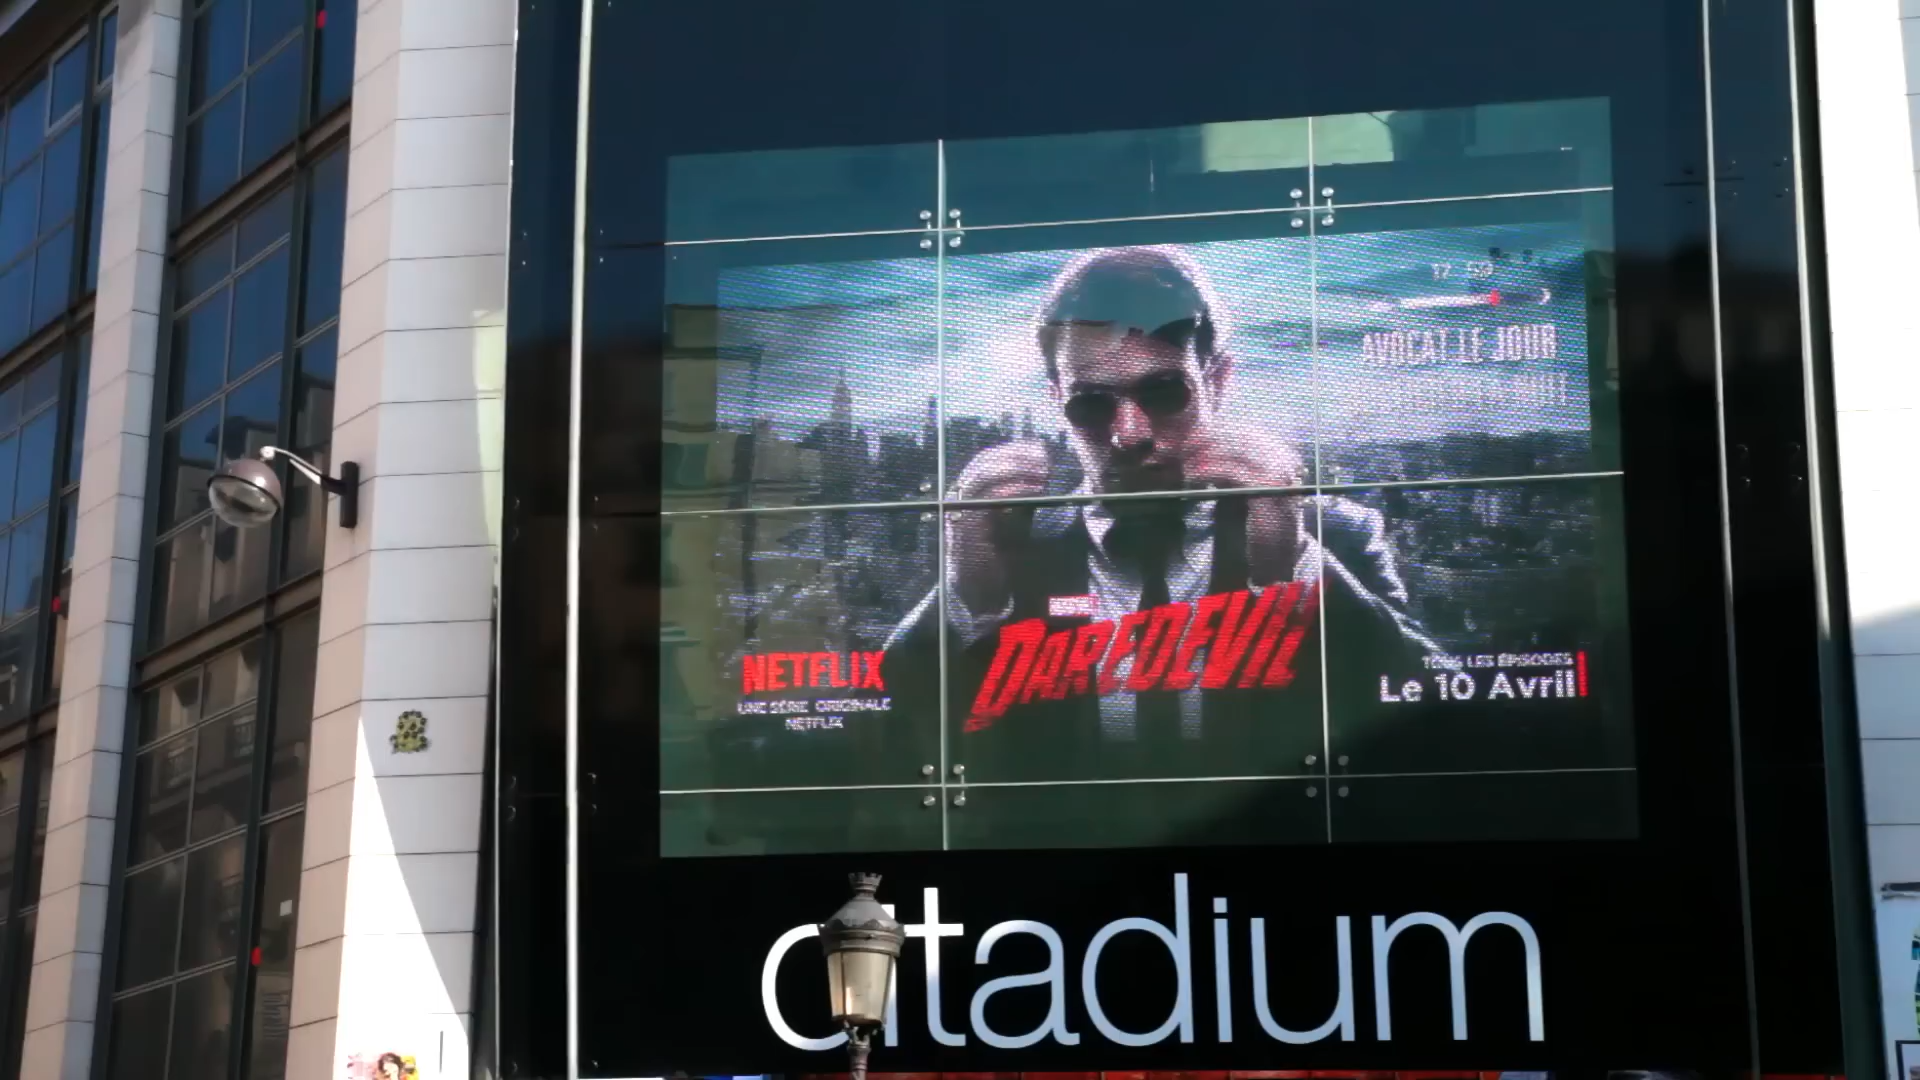 AVOCAT LE JOUR
MARVEL
DAREDEVIL
NETFLIX
UNE SÉRIE ORIGINALE
NETFLIX
TOUS LES ÉPISODES
Le 10 Avril
citadium